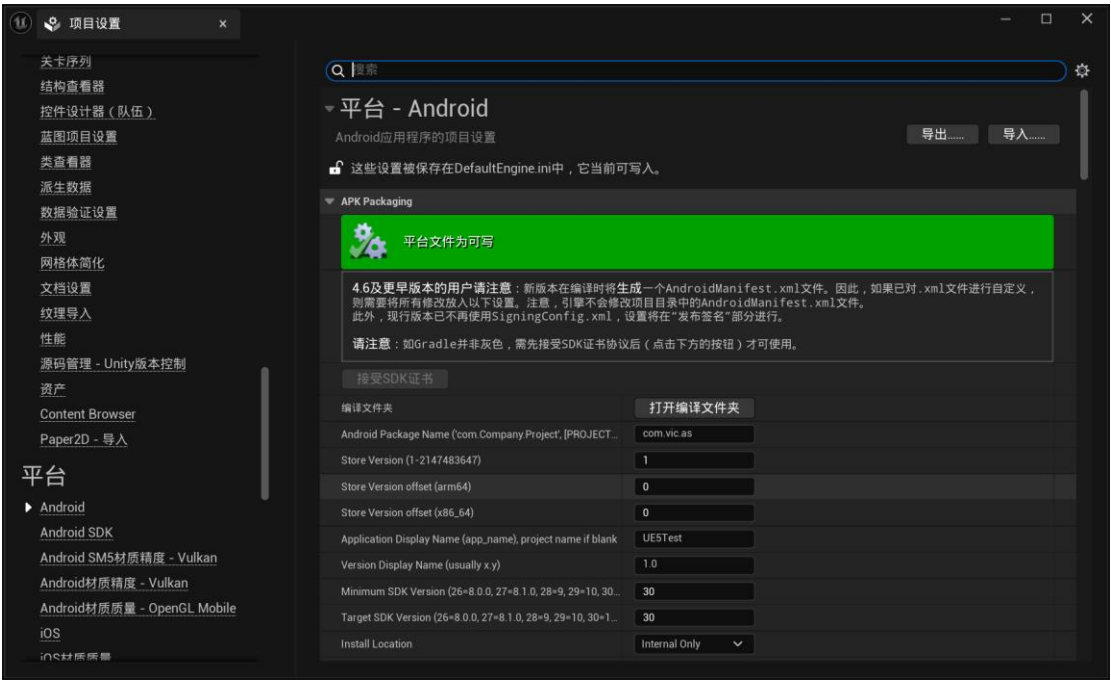 项目设置
关卡序列
结构查看器
控件设计器（队伍）
蓝图项目设置
类查看器
派生数据
数据验证设置
外观
网格体简化
文档设置
纹理导入
性能
源码管理 - Unity版本控制
资产
Content Browser
Paper2D - 导入
平台
Android
Android SDK
Android SM5材质精度 - Vulkan
Android材质精度 - Vulkan
Android材质质量 - OpenGL Mobile
iOS
iOS材质质量
搜索
平台 - Android
Android应用程序的项目设置
导出......
导入......
这些设置被保存在DefaultEngine.ini中，它当前可写入。
APK Packaging
平台文件为可写
4.6及更早版本的用户请注意：新版本在编译时将生成一个AndroidManifest.xml文件。因此，如果已对.xml文件进行自定义，
则需要将所有修改放入以下设置。注意，引擎不会修改项目目录中的AndroidManifest.xml文件。
此外，现行版本已不再使用SigningConfig.xml，设置将在“发布签名”部分进行。
请注意：如Gradle并非灰色，需先接受SDK证书协议后（点击下方的按钮）才可使用。
接受SDK证书
编译文件夹 打开编译文件夹
Android Package Name ('com.Company.Project', [PROJECT... com.vic.as
Store Version (1-2147483647) 1
Store Version offset (arm64) 0
Store Version offset (x86_64) 0
Application Display Name (app_name), project name if blank UE5Test
Version Display Name (usually x.y) 1.0
Minimum SDK Version (26=8.0.0, 27=8.1.0, 28=9, 29=10, 30... 30
Target SDK Version (26=8.0.0, 27=8.1.0, 28=9, 29=10, 30=1... 30
Install Location Internal Only